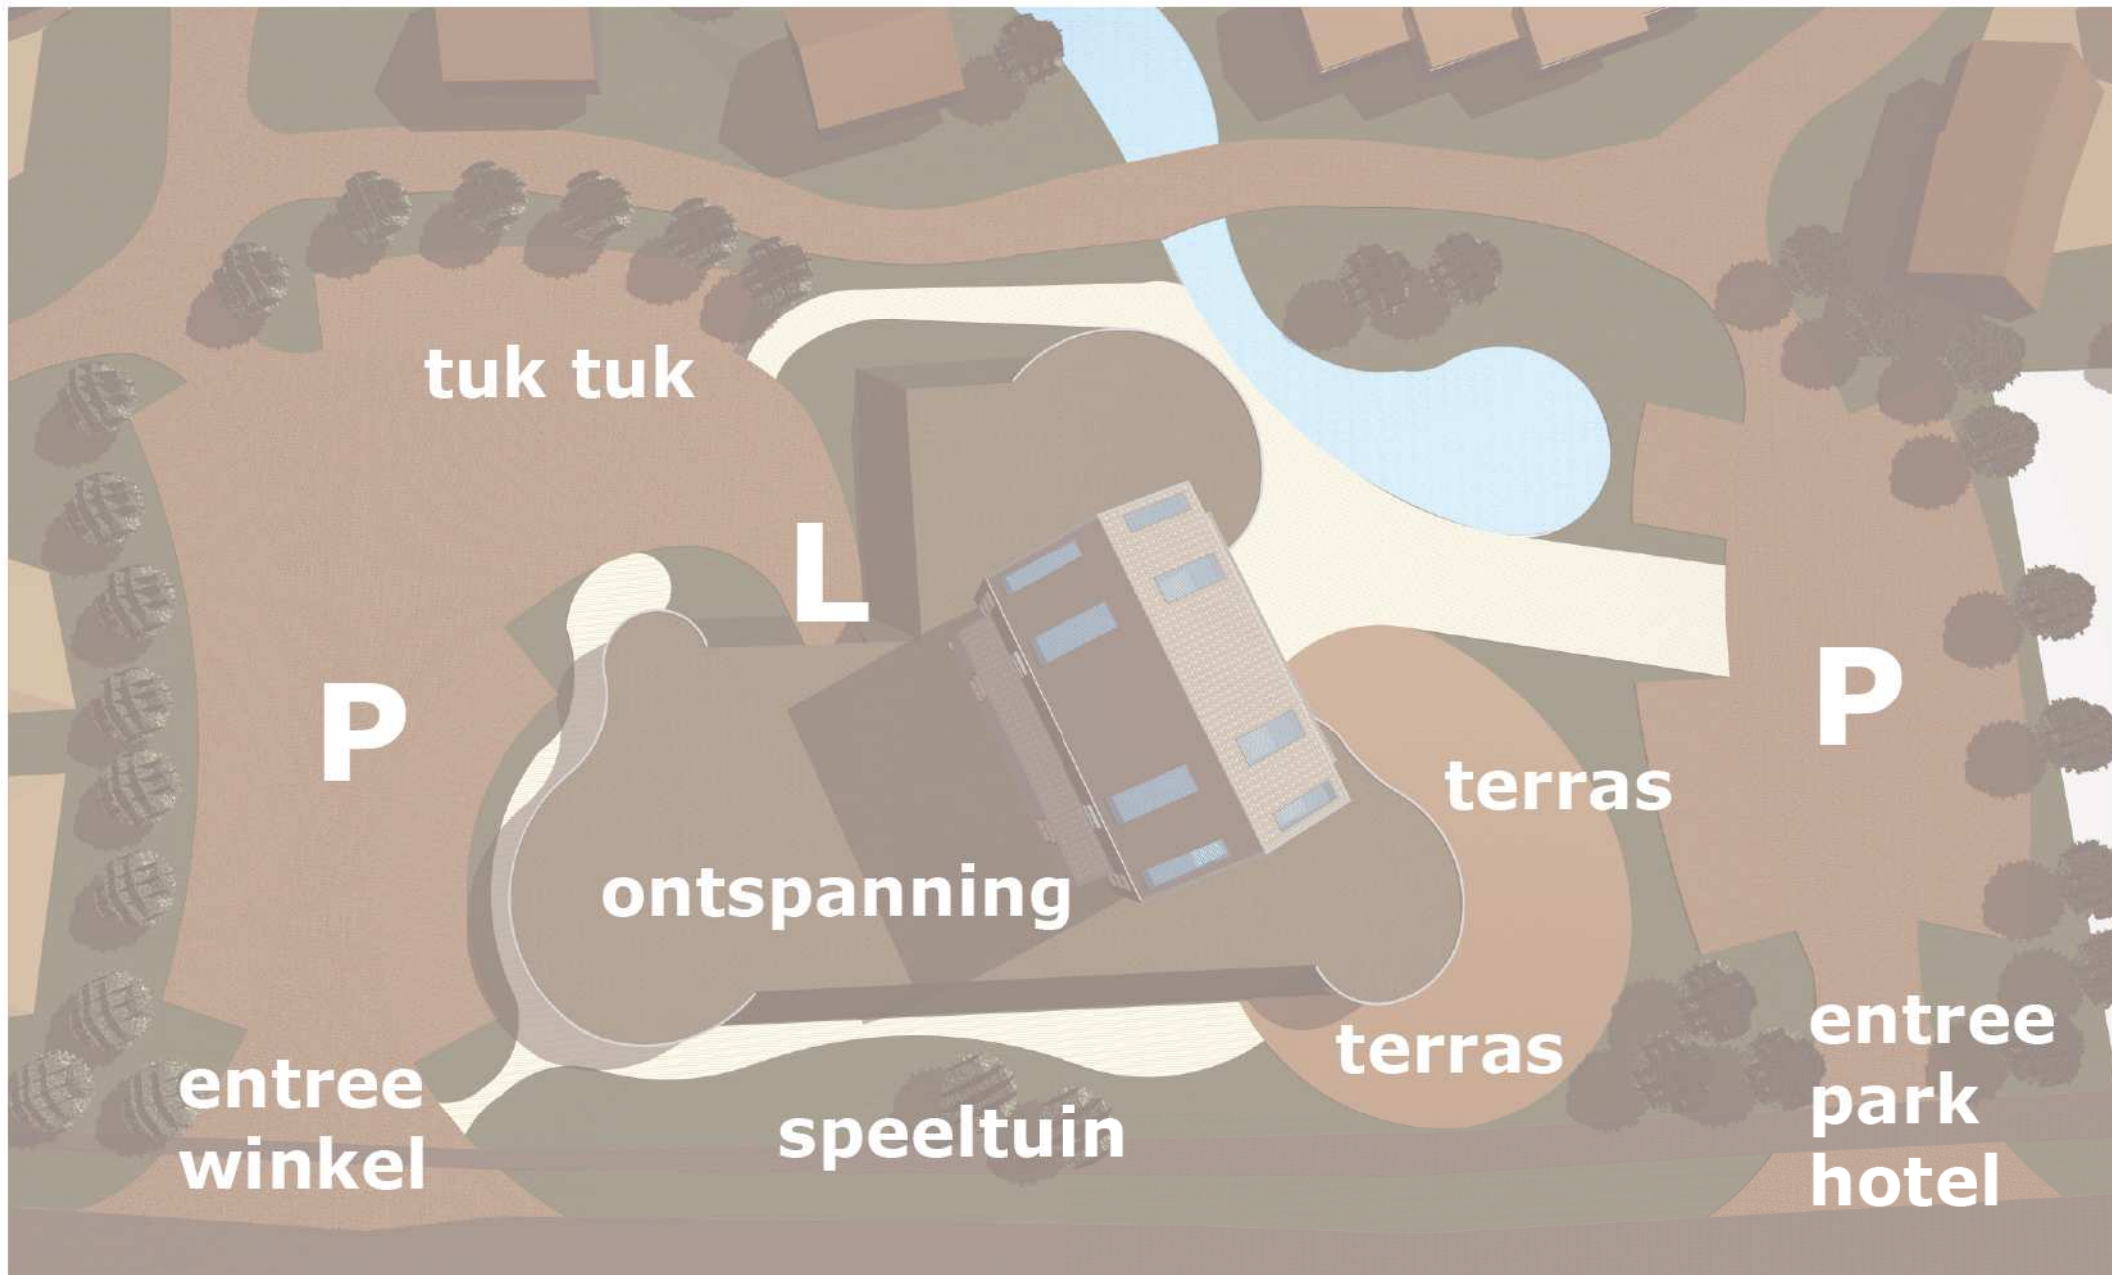 tuk tuk
L
P
P
terras
ontspanning
terras
entree
park
hotel
entree
winkel
speeltuin